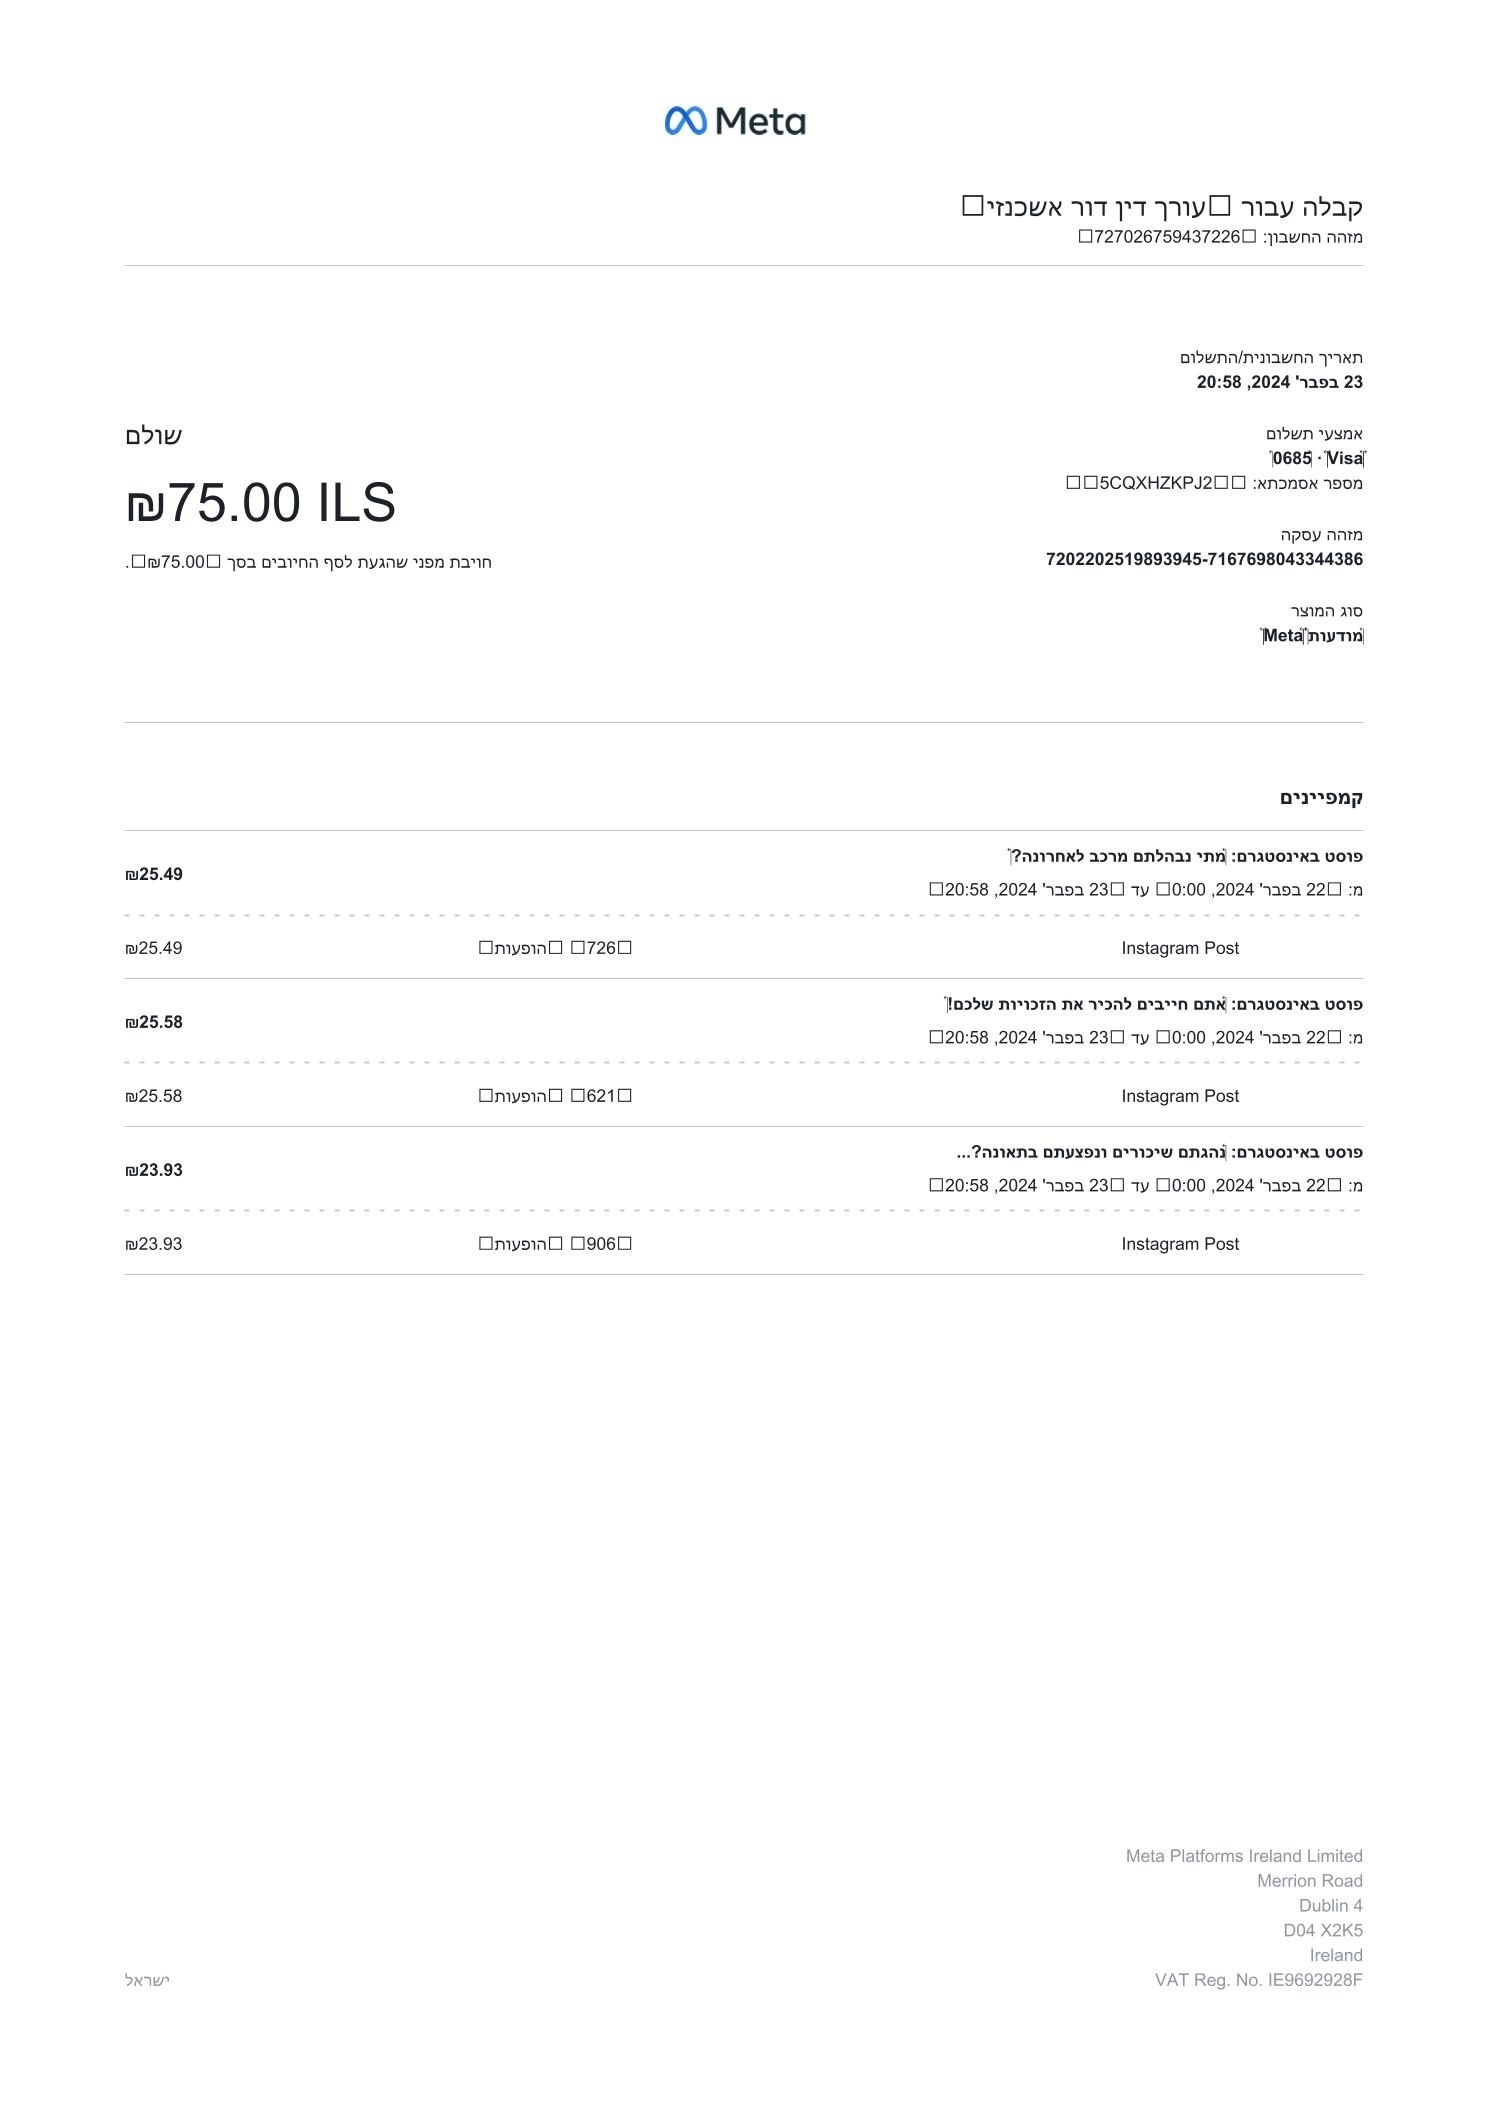 Meta
קבלה עבור עורך דין דור אשכנזי
מזהה החשבון: 727026759437226
תאריך החשבונית/התשלום
23 בפבר' 2024, 20:58
אמצעי תשלום
Visa · 0685
מספר אסמכתא: 5CQXHZKPJ2
מזהה עסקה
7202202519893945-7167698043344386
סוג המוצר
מודעות Meta
שולם
₪75.00 ILS
חויבת מפני שהגעת לסף החיובים בסך ₪75.00.
קמפיינים
פוסט באינסטגרם: מתי נבהלתם מרכב לאחרונה?
₪25.49
מ: 22 בפבר' 2024, 0:00 עד 23 בפבר' 2024, 20:58
Instagram Post 726 הופעות ₪25.49
פוסט באינסטגרם: אתם חייבים להכיר את הזכויות שלכם!
₪25.58
מ: 22 בפבר' 2024, 0:00 עד 23 בפבר' 2024, 20:58
Instagram Post 621 הופעות ₪25.58
פוסט באינסטגרם: נהגתם שיכורים ונפצעתם בתאונה?...
₪23.93
מ: 22 בפבר' 2024, 0:00 עד 23 בפבר' 2024, 20:58
Instagram Post 906 הופעות ₪23.93
Meta Platforms Ireland Limited
Merrion Road
Dublin 4
D04 X2K5
Ireland
VAT Reg. No. IE9692928F
ישראל